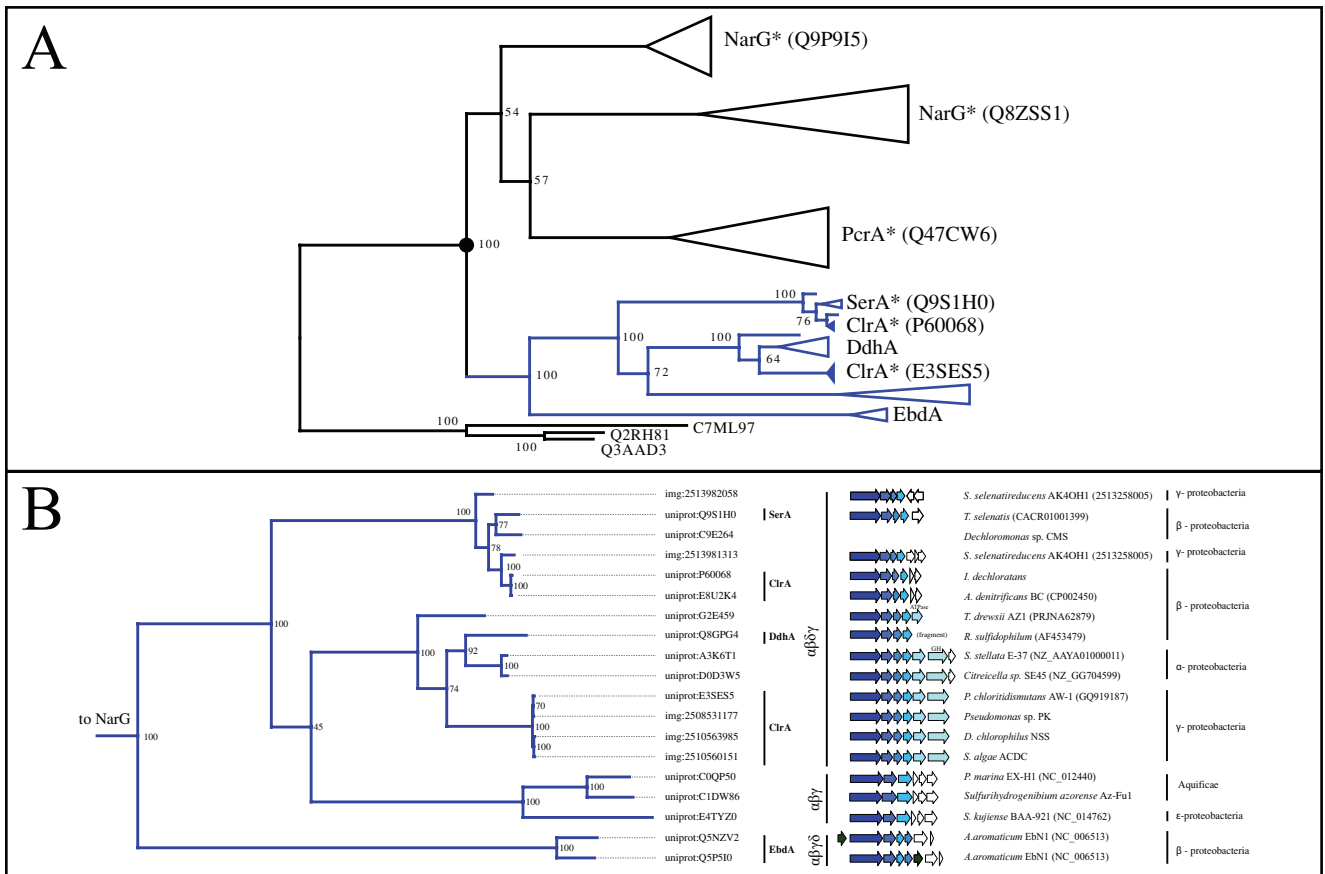 A
NarG* (Q9P9I5)
54
NarG* (Q8ZSS1)
57
PcrA* (Q47CW6)
100
100
SerA* (Q9S1H0)
76
ClrA* (P60068)
100
100
DdhA
64
ClrA* (E3SES5)
72
100
EbdA
100
C7ML97
Q2RH81
100
Q3AAD3
B
img:2513982058 S. selenatireducens AK4OH1 (2513258005) γ- proteobacteria
100
uniprot:Q9S1H0 SerA T. selenatis (CACR01001399)
77
β - proteobacteria
uniprot:C9E264 Dechloromonas sp. CMS
78
img:2513981313 S. selenatireducens AK4OH1 (2513258005) γ- proteobacteria
100
uniprot:P60068 I. dechloratans
100
ClrA
uniprot:E8U2K4 A. denitrificans BC (CP002450)
ATPase
β - proteobacteria
uniprot:G2E459 T. drewsii AZ1 (PRJNA62879)
100
αβδγ
uniprot:Q8GPG4 DdhA (fragment) R. sulfidophilum (AF453479)
92
100
GH
uniprot:A3K6T1 S. stellata E-37 (NZ_AAYA01000011)
100
α- proteobacteria
uniprot:D0D3W5 Citreicella sp. SE45 (NZ_GG704599)
74
uniprot:E3SES5 P. chloritidismutans AW-1 (GQ919187)
70
img:2508531177 Pseudomonas sp. PK
to NarG
45
100
ClrA
γ- proteobacteria
100
img:2510563985 D. chlorophilus NSS
100
img:2510560151 S. algae ACDC
uniprot:C0QP50 P. marina EX-H1 (NC_012440)
100
Aquificae
uniprot:C1DW86 Sulfurihydrogenibium azorense Az-Fu1
100
αβγ
uniprot:E4TYZ0 S. kujiense BAA-921 (NC_014762) ε-proteobacteria
uniprot:Q5NZV2 A.aromaticum EbN1 (NC_006513)
100
EbdA
αβγδ
β - proteobacteria
uniprot:Q5P5I0 A.aromaticum EbN1 (NC_006513)